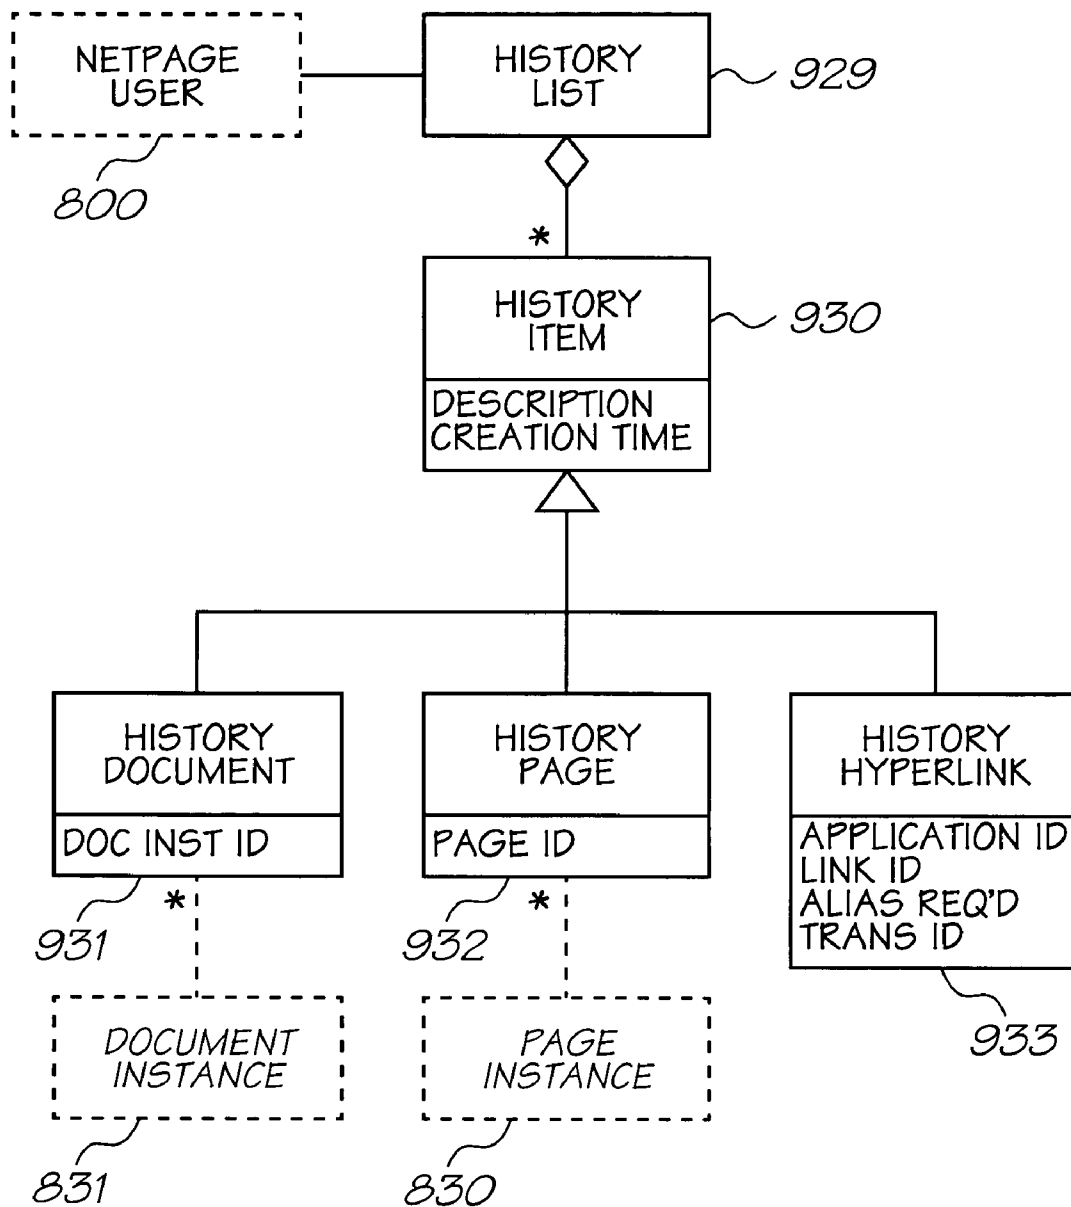 NETPAGE
USER
800
HISTORY
LIST
929
*
HISTORY
ITEM
930
DESCRIPTION
CREATION TIME
HISTORY
DOCUMENT
DOC INST ID
931
*
HISTORY
PAGE
PAGE ID
932
*
HISTORY
HYPERLINK
APPLICATION ID
LINK ID
ALIAS REQ'D
TRANS ID
933
DOCUMENT
INSTANCE
831
PAGE
INSTANCE
830